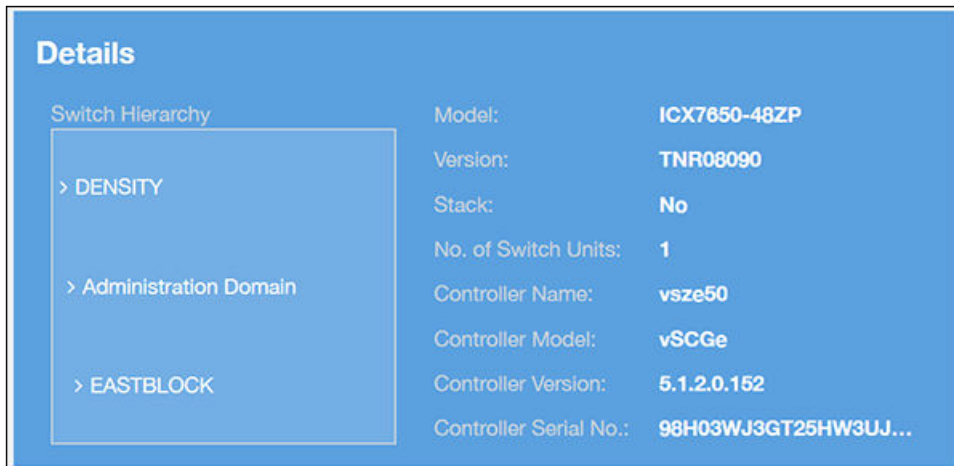 Details
Switch Hierarchy
> DENSITY
> Administration Domain
> EASTBLOCK
Model: ICX7650-48ZP
Version: TNR08090
Stack: No
No. of Switch Units: 1
Controller Name: vsze50
Controller Model: vSCGe
Controller Version: 5.1.2.0.152
Controller Serial No.: 98H03WJ3GT25HW3UJ...